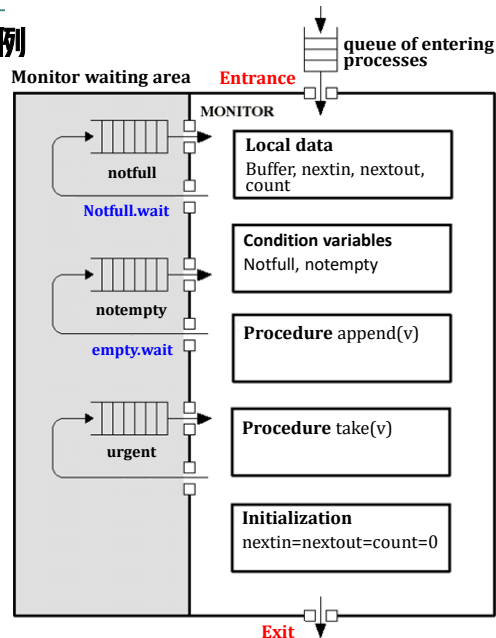 例
queue of entering
processes
Monitor waiting area
Entrance
MONITOR
notfull
Notfull.wait
notempty
empty.wait
urgent
Local data
Buffer, nextin, nextout,
count
Condition variables
Notfull, notempty
Procedure append(v)
Procedure take(v)
Initialization
nextin=nextout=count=0
Exit